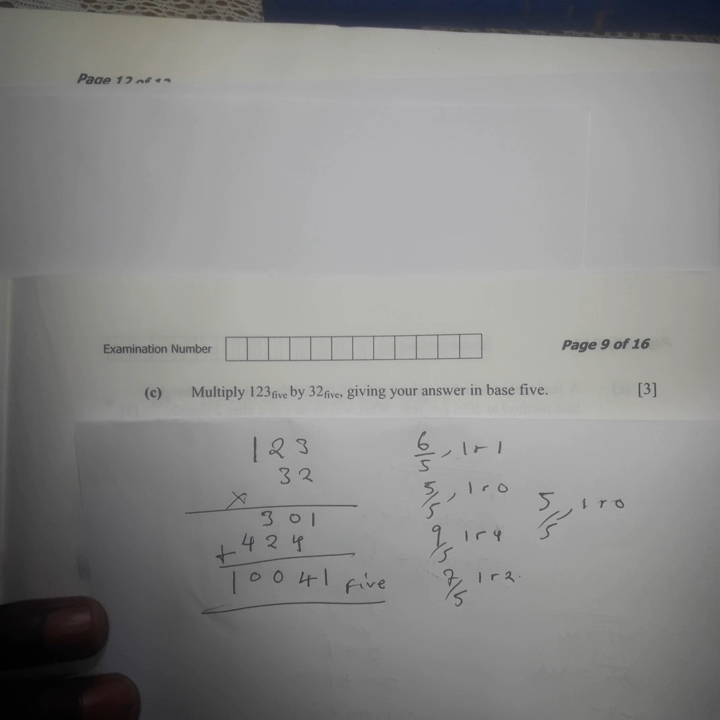 Page 12 of 12
Examination Number
Page 9 of 16
(c) Multiply 123five by 32five, giving your answer in base five. [3]
123
32
×
301
+424
10041 five
6/5, 1 r 1
5/5, 1 r 0
5/5, 1 r 0
9/5 1 r 4
7/5 1 r 2.